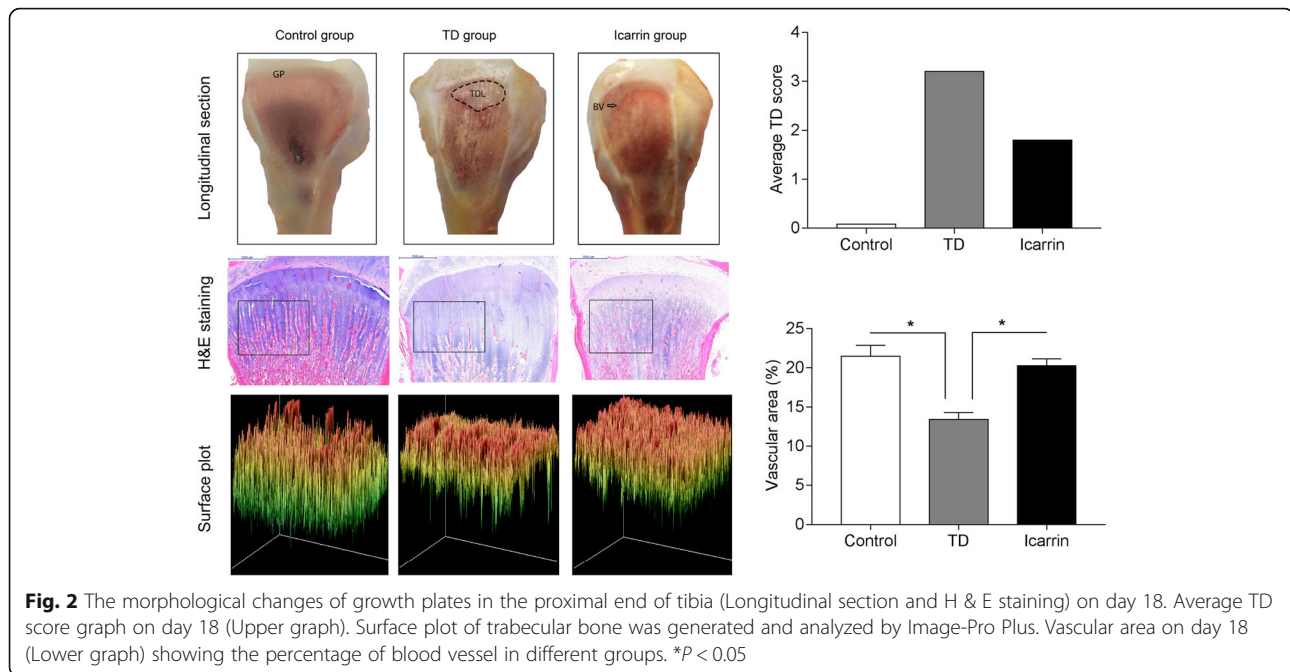 Control group
TD group
Icarrin group
Longitudinal section
GP
TDL
BV
H&E staining
Surface plot
Average TD score
4
3
2
1
0
Control
TD
Icarrin
Vascular area (%)
25
20
15
10
5
0
*
*
Control
TD
Icarrin
Fig. 2 The morphological changes of growth plates in the proximal end of tibia (Longitudinal section and H & E staining) on day 18. Average TD
score graph on day 18 (Upper graph). Surface plot of trabecular bone was generated and analyzed by Image-Pro Plus. Vascular area on day 18
(Lower graph) showing the percentage of blood vessel in different groups. *P < 0.05